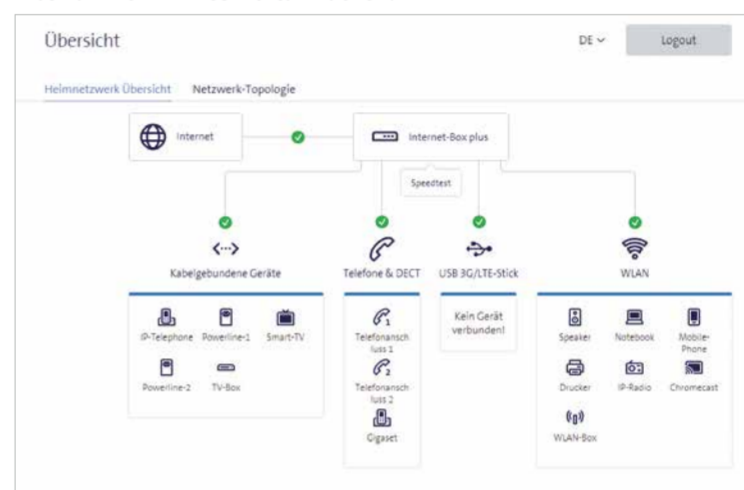 Übersicht
DE
Logout
Heimnetzwerk Übersicht
Netzwerk-Topologie
Internet
Internet-Box plus
Speedtest
Kabelgebundene Geräte
Telefone & DECT
USB 3G/LTE-Stick
WLAN
IP-Telephone
Powerline-1
Smart-TV
Powerline-2
TV-Box
1
Telefonansch
luss 1
2
Telefonansch
luss 2
Gigaset
Kein Gerät
verbunden!
Speaker
Notebook
Mobile-
Phone
Drucker
IP-Radio
Chromecast
WLAN-Box